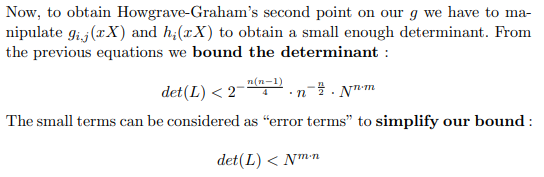 Now, to obtain Howgrave-Graham's second point on our g we have to ma-
nipulate g_{i,j}(xX) and h_i(xX) to obtain a small enough determinant. From
the previous equations we bound the determinant :
det(L) < 2^{-\frac{n(n-1)}{4}} · n^{-\frac{n}{2}} · N^{n·m}
The small terms can be considered as "error terms" to simplify our bound :
det(L) < N^{m·n}